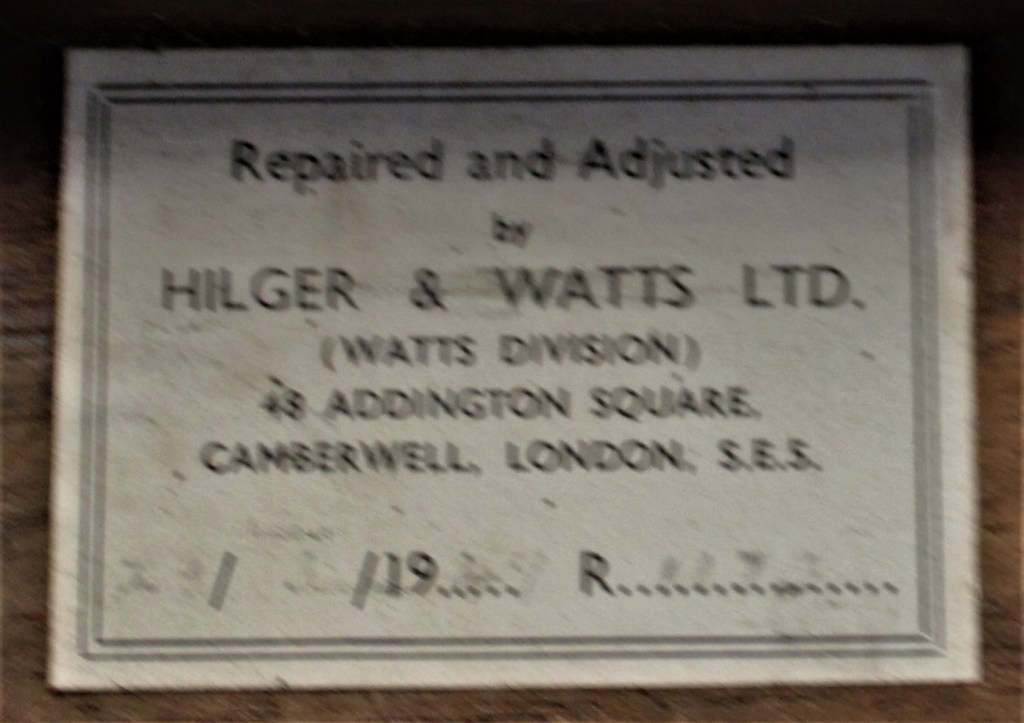 Repaired and Adjusted
by
HILGER & WATTS LTD.
(WATTS DIVISION)
48 ADDINGTON SQUARE,
CAMBERWELL, LONDON, S.E.5.
/ /19..... R...............